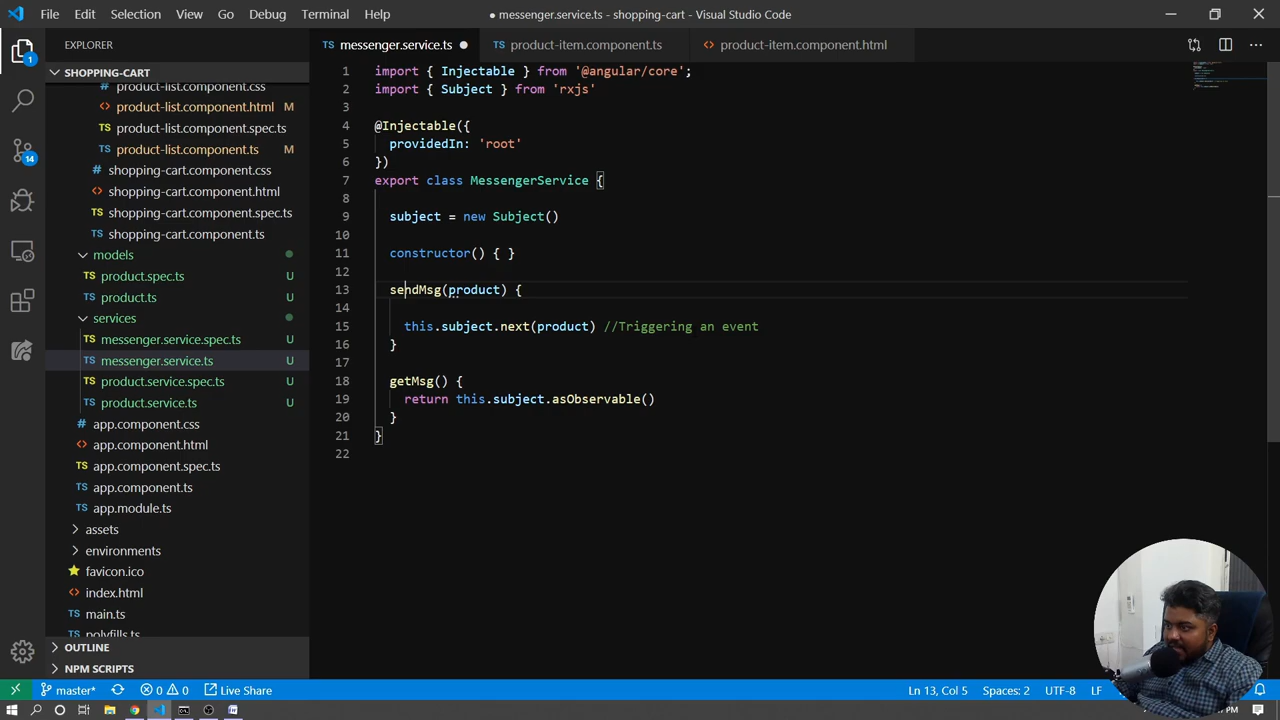 File Edit Selection View Go Debug Terminal Help
messenger.service.ts - shopping-cart - Visual Studio Code
EXPLORER
SHOPPING-CART
product-list.component.css
product-list.component.html M
product-list.component.spec.ts
product-list.component.ts M
shopping-cart.component.css
shopping-cart.component.html
shopping-cart.component.spec.ts
shopping-cart.component.ts
models
product.spec.ts U
product.ts U
services
messenger.service.spec.ts U
messenger.service.ts U
product.service.spec.ts U
product.service.ts U
app.component.css
app.component.html
app.component.spec.ts
app.component.ts
app.module.ts
assets
environments
favicon.ico
index.html
main.ts
polyfills.ts
OUTLINE
NPM SCRIPTS
1
14
messenger.service.ts product-item.component.ts product-item.component.html
1 import { Injectable } from '@angular/core';
2 import { Subject } from 'rxjs'
3
4 @Injectable({
5 providedIn: 'root'
6 })
7 export class MessengerService {
8
9 subject = new Subject()
10
11 constructor() { }
12
13 sendMsg(product) {
14
15 this.subject.next(product) //Triggering an event
16 }
17
18 getMsg() {
19 return this.subject.asObservable()
20 }
21 }
22
master* 0 0 Live Share Ln 13, Col 5 Spaces: 2 UTF-8 LF
PM